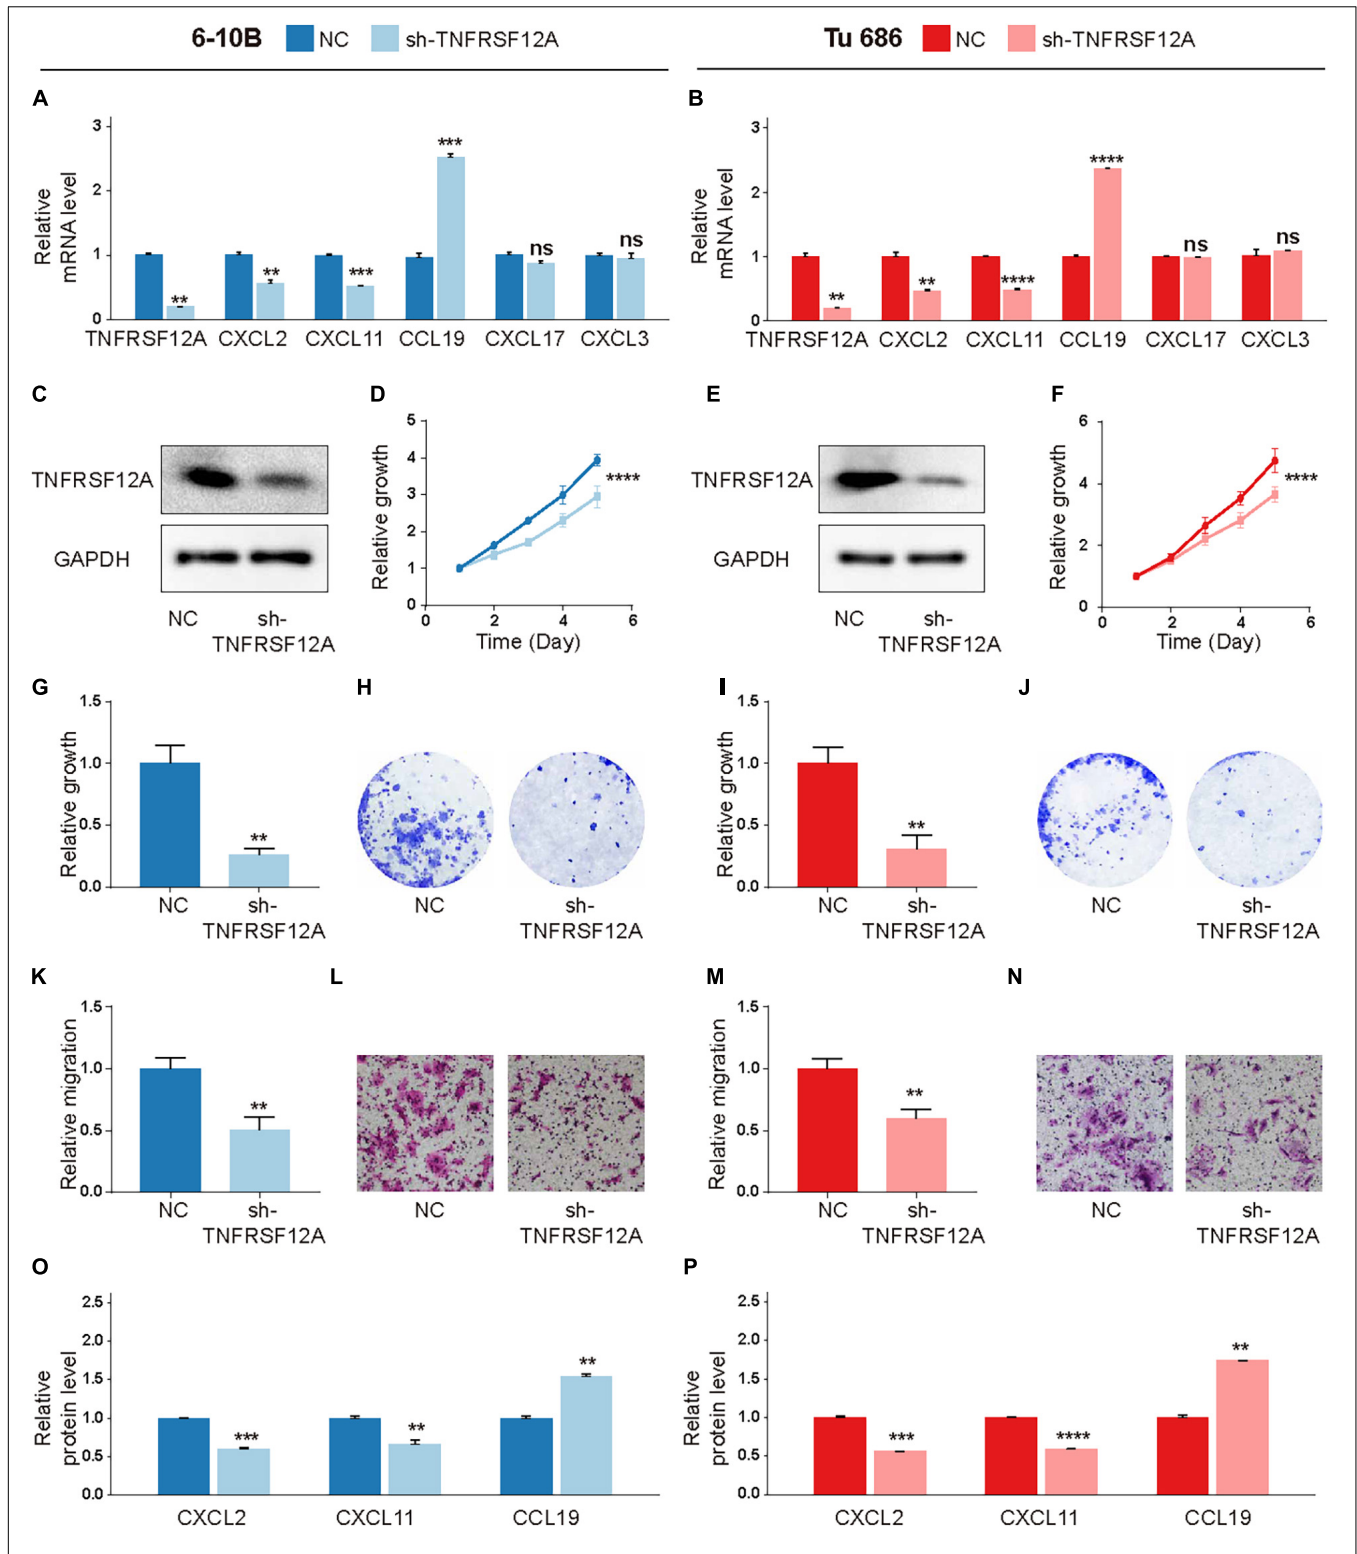 6-10B NC sh-TNFRSF12A
Tu 686 NC sh-TNFRSF12A
A
Relative
mRNA level
3
2
1
0
** ** *** *** ns ns
TNFRSF12A CXCL2 CXCL11 CCL19 CXCL17 CXCL3
B
Relative
mRNA level
3
2
1
0
** ** **** **** ns ns
TNFRSF12A CXCL2 CXCL11 CCL19 CXCL17 CXCL3
C
TNFRSF12A
GAPDH
NC sh-
TNFRSF12A
D
Relative growth
5
4
3
2
1
0
****
0 2 4 6
Time (Day)
E
TNFRSF12A
GAPDH
NC sh-
TNFRSF12A
F
Relative growth
6
4
2
0
****
0 2 4 6
Time (Day)
G
Relative growth
1.5
1.0
0.5
0.0
**
NC sh-
TNFRSF12A
H
NC sh-
TNFRSF12A
I
Relative growth
1.5
1.0
0.5
0.0
**
NC sh-
TNFRSF12A
J
NC sh-
TNFRSF12A
K
Relative migration
1.5
1.0
0.5
0.0
**
NC sh-
TNFRSF12A
L
NC sh-
TNFRSF12A
M
Relative migration
1.5
1.0
0.5
0.0
**
NC sh-
TNFRSF12A
N
NC sh-
TNFRSF12A
O
Relative
protein level
2.5
2.0
1.5
1.0
0.5
0.0
*** ** **
CXCL2 CXCL11 CCL19
P
Relative
protein level
2.5
2.0
1.5
1.0
0.5
0.0
*** **** **
CXCL2 CXCL11 CCL19